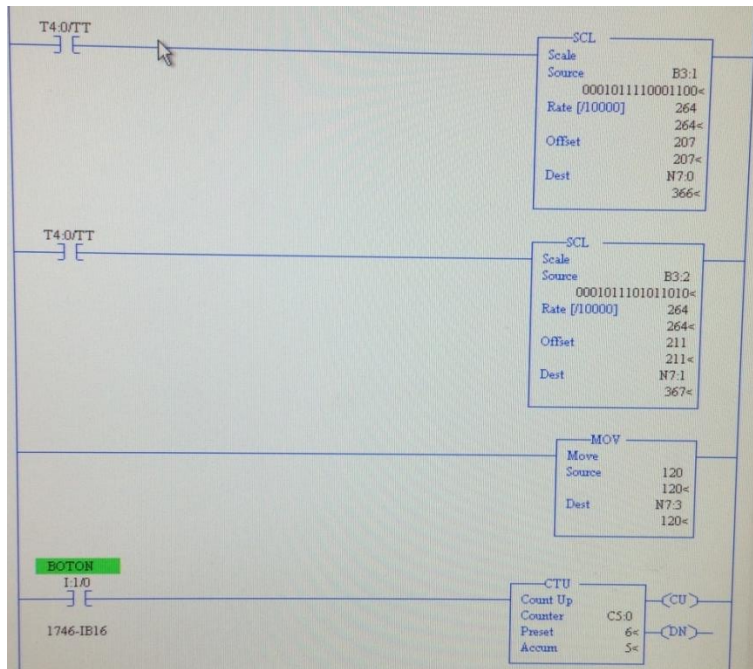 T4:0/TT
SCL
Scale
Source B3:1
0001011110001100<
Rate [/10000] 264
264<
Offset 207
207<
Dest N7:0
366<
T4:0/TT
SCL
Scale
Source B3:2
0001011101011010<
Rate [/10000] 264
264<
Offset 211
211<
Dest N7:1
367<
MOV
Move
Source 120
120<
Dest N7:3
120<
BOTON
I:1/0
1746-IB16
CTU
Count Up CU
Counter C5:0
Preset 6< DN
Accum 5<